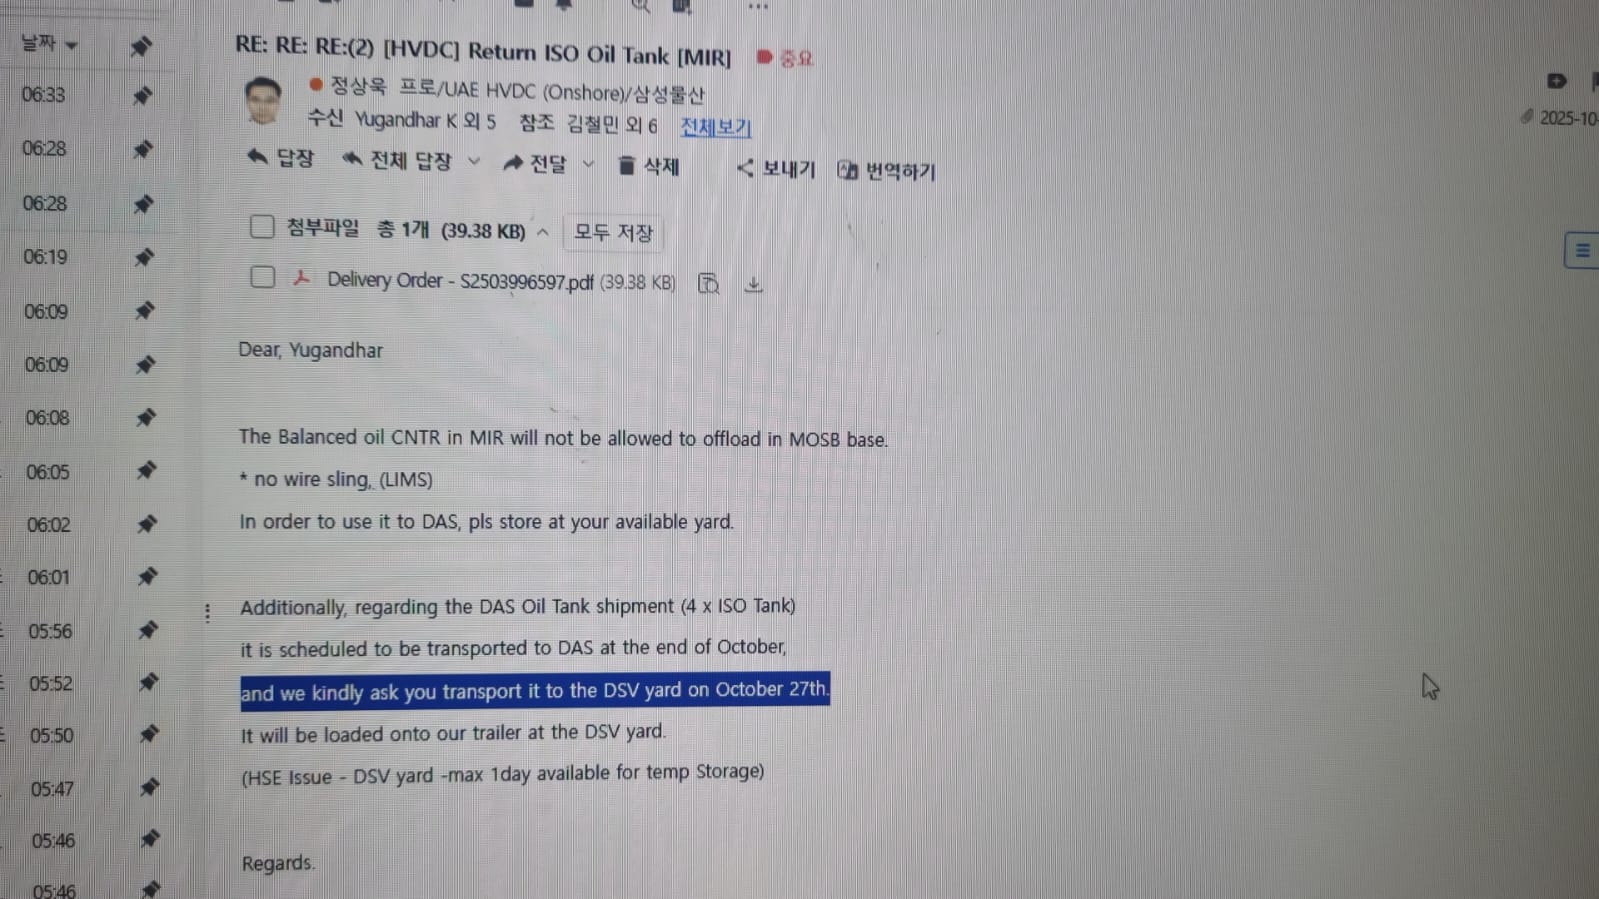 날짜
RE: RE: RE:(2) [HVDC] Return ISO Oil Tank [MIR] 중요
정상욱 프로/UAE HVDC (Onshore)/삼성물산
수신 Yugandhar K 외 5 참조 김철민 외 6 전체보기
2025-10-
답장 전체 답장 전달 삭제 보내기 번역하기
첨부파일 총 1개 (39.38 KB) 모두 저장
Delivery Order - S2503996597.pdf (39.38 KB)
Dear, Yugandhar
The Balanced oil CNTR in MIR will not be allowed to offload in MOSB base.
* no wire sling, (LIMS)
In order to use it to DAS, pls store at your available yard.
Additionally, regarding the DAS Oil Tank shipment (4 x ISO Tank)
it is scheduled to be transported to DAS at the end of October,
and we kindly ask you transport it to the DSV yard on October 27th.
It will be loaded onto our trailer at the DSV yard.
(HSE Issue - DSV yard -max 1day available for temp Storage)
Regards.
06:33
06:28
06:28
06:19
06:09
06:09
06:08
06:05
06:02
06:01
05:56
05:52
05:50
05:47
05:46
05:46